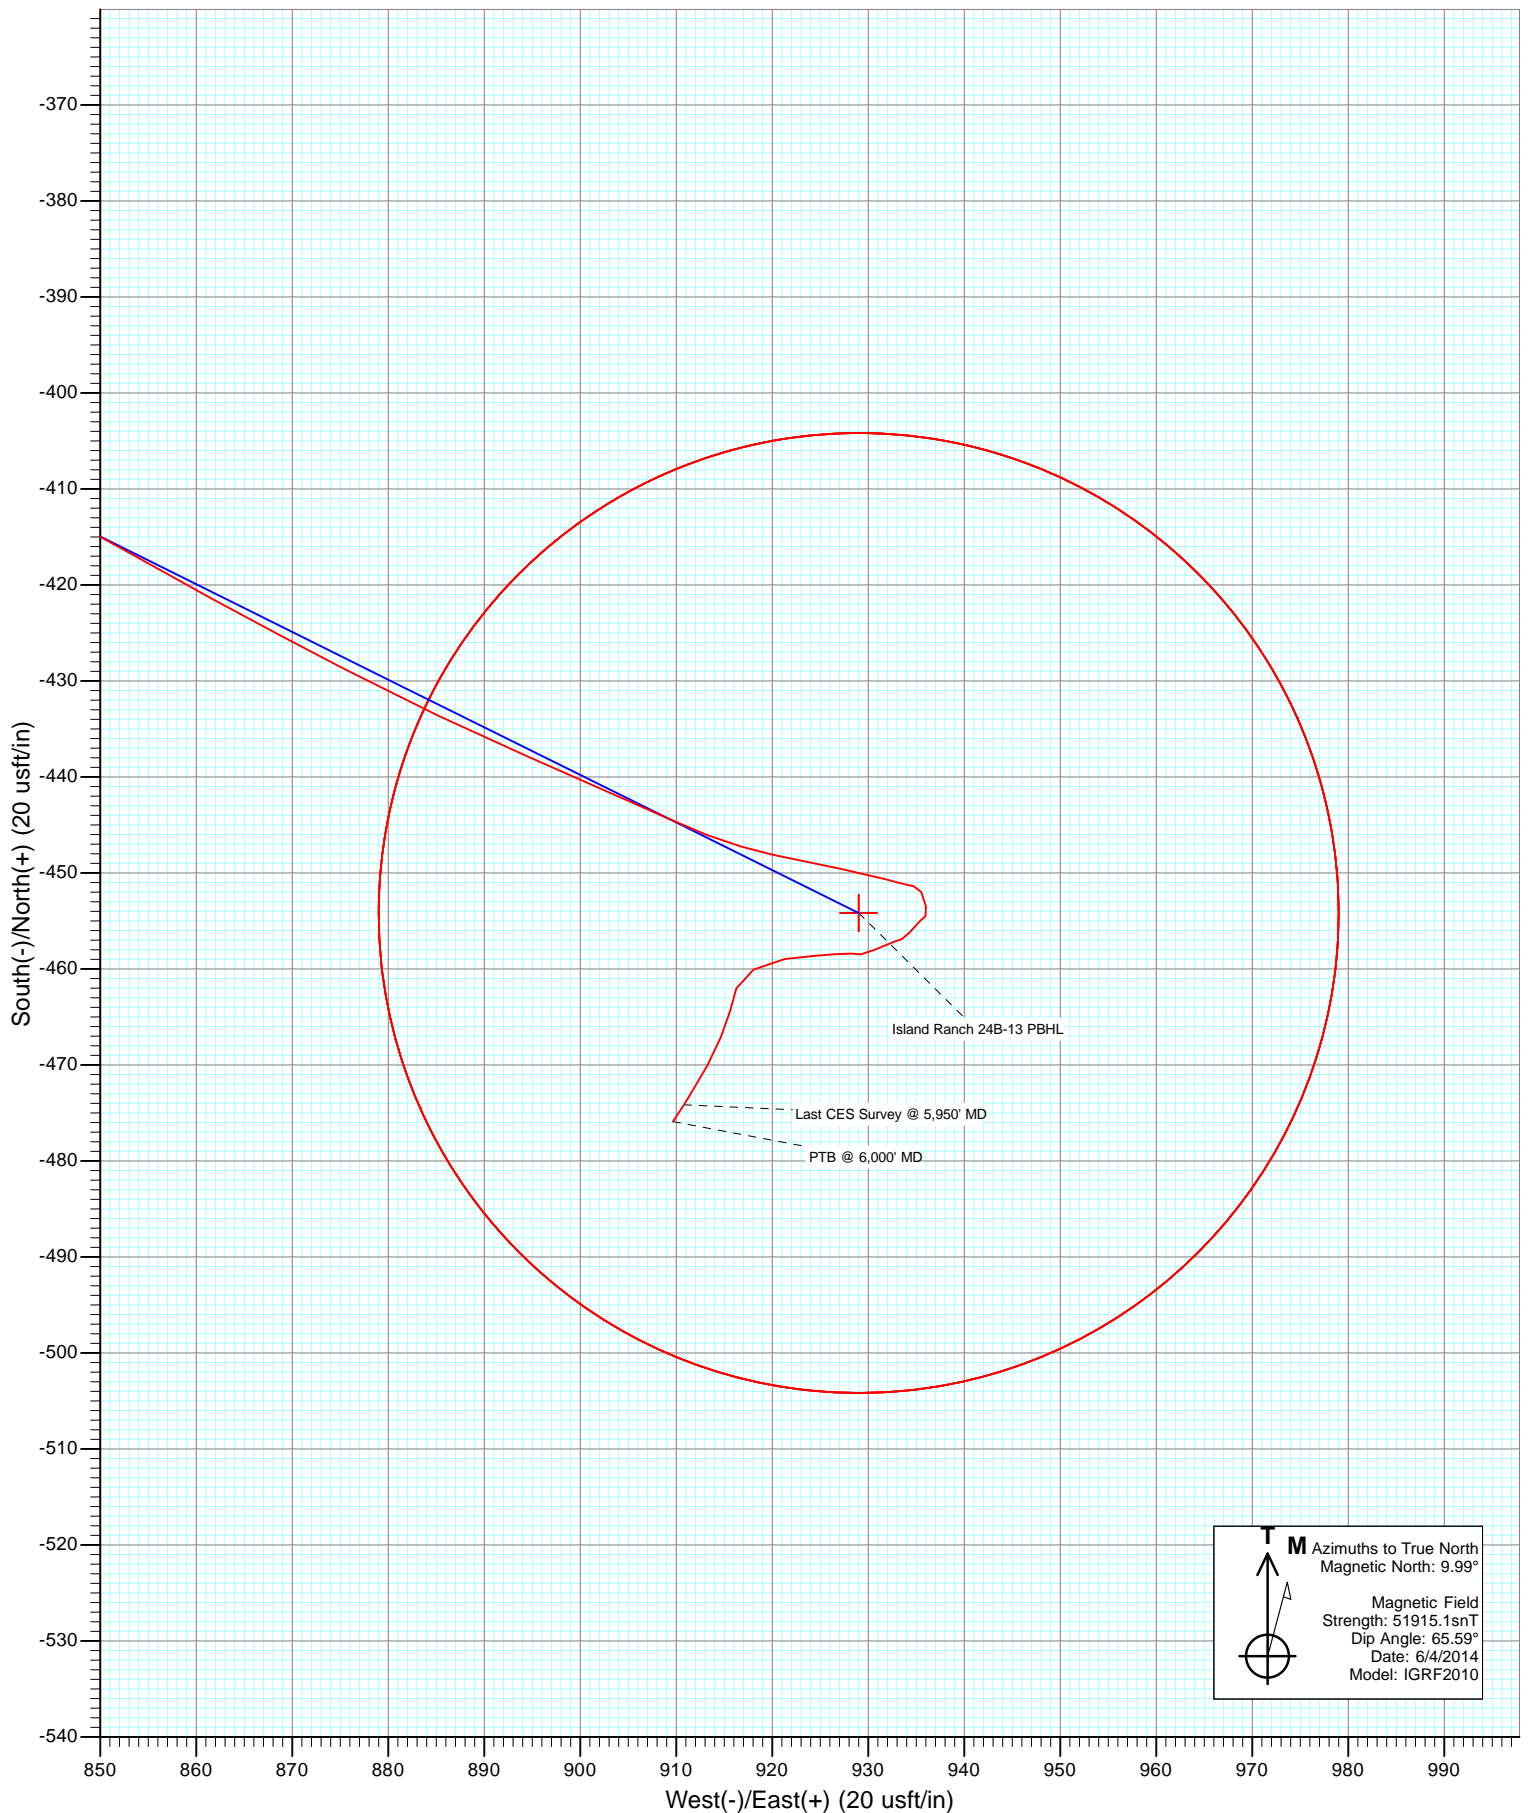 -370
-380
-390
-400
-410
-420
-430
-440
-450
-460
-470
-480
-490
-500
-510
-520
-530
-540
South(-)/North(+) (20 usft/in)
850 860 870 880 890 900 910 920 930 940 950 960 970 980 990
West(-)/East(+) (20 usft/in)
Island Ranch 24B-13 PBHL
Last CES Survey @ 5,950' MD
PTB @ 6,000' MD
T
M
Azimuths to True North
Magnetic North: 9.99°
Magnetic Field
Strength: 51915.1snT
Dip Angle: 65.59°
Date: 6/4/2014
Model: IGRF2010